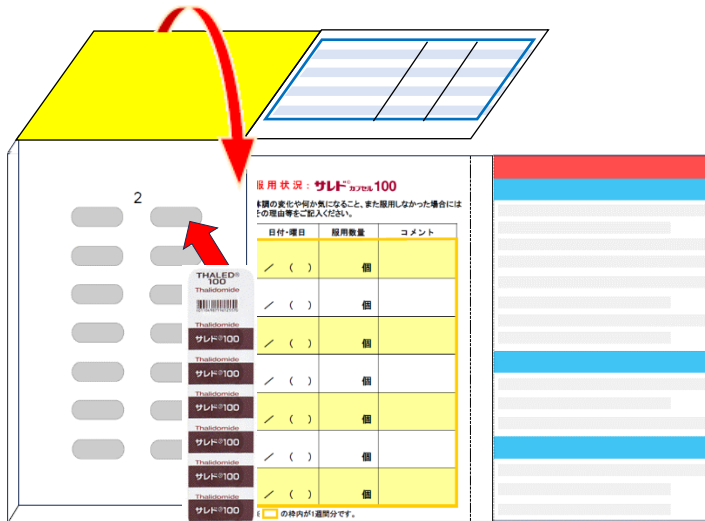 2
服用状況：サレド®カプセル100
体調の変化や何か気になること、また服用しなかった場合には
その理由等をご記入ください。
日付・曜日 服用数量 コメント
／ （ ） 個
／ （ ） 個
／ （ ） 個
／ （ ） 個
／ （ ） 個
／ （ ） 個
／ （ ） 個
の枠内が1週間分です。
THALED®
100
Thalidomide
Thalidomide
サレド®100
Thalidomide
サレド®100
Thalidomide
サレド®100
Thalidomide
サレド®100
Thalidomide
サレド®100
Thalidomide
サレド®100